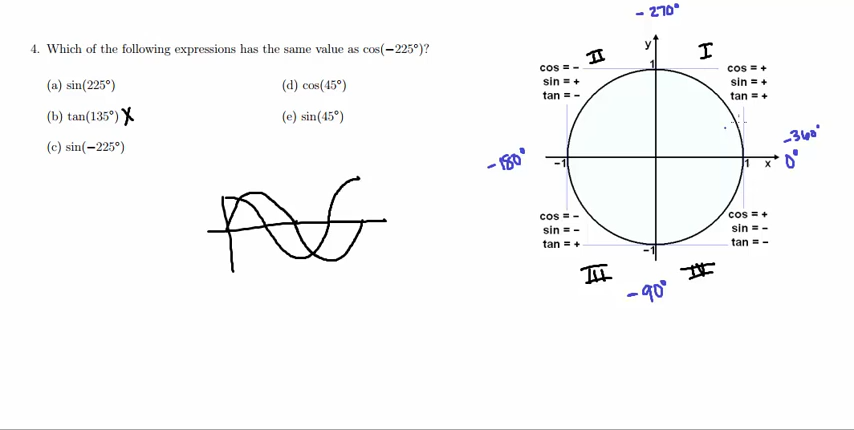 -270°
4. Which of the following expressions has the same value as cos(−225°)?
(a) sin(225°)
(b) tan(135°) X
(c) sin(−225°)
(d) cos(45°)
(e) sin(45°)
y
1
II
I
cos = -
sin = +
tan = -
cos = +
sin = +
tan = +
-360°
-180°
-1
1
x
0°
cos = -
sin = -
tan = +
cos = +
sin = -
tan = -
-1
III
IV
-90°